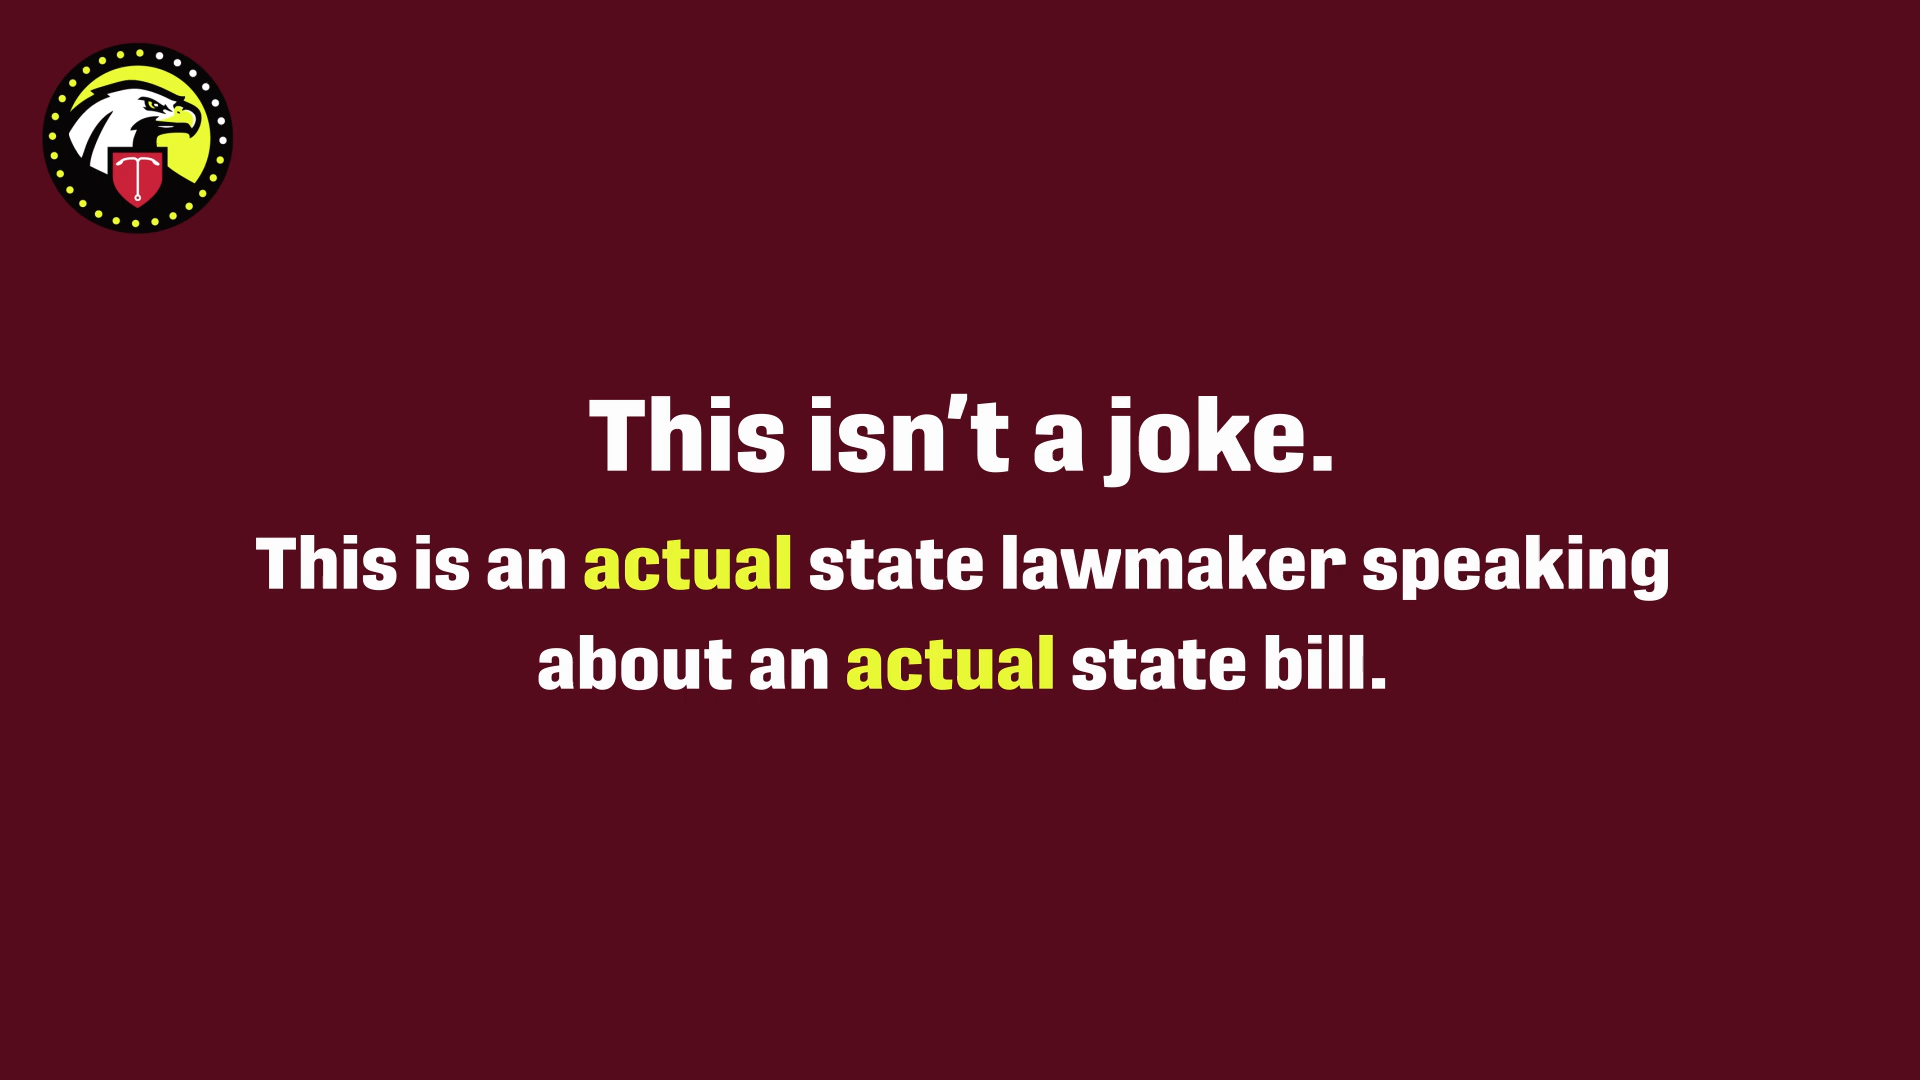 This isn’t a joke.
This is an actual state lawmaker speaking
about an actual state bill.